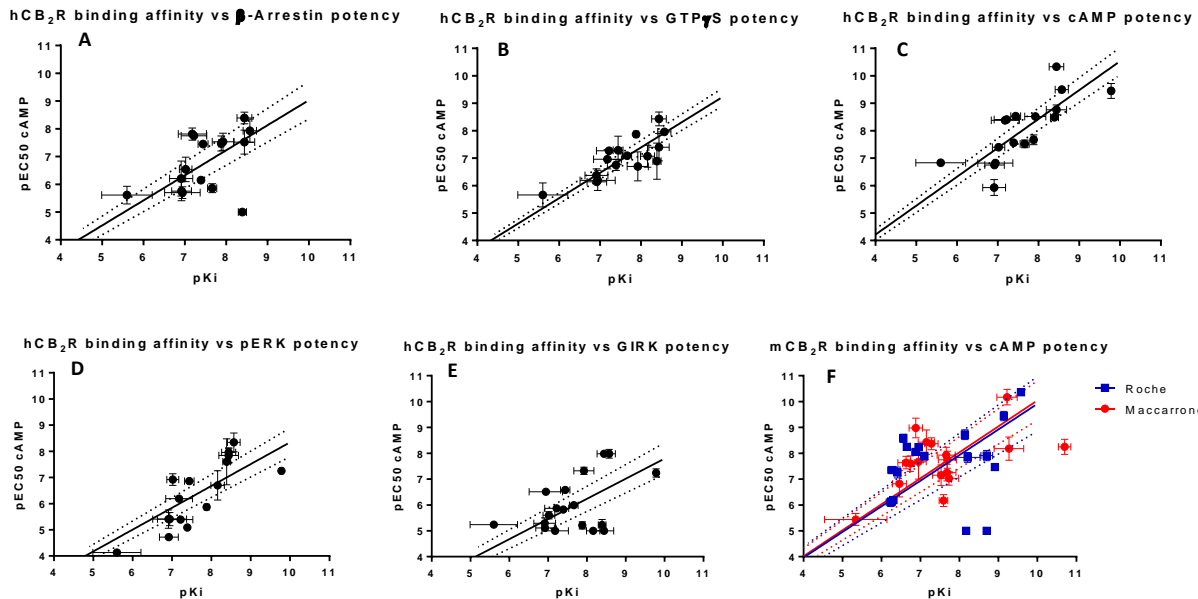 hCB₂R binding affinity vs β-Arrestin potency
A
pEC50 cAMP
11
10
9
8
7
6
5
4
4 5 6 7 8 9 10 11
pKi
hCB₂R binding affinity vs GTPγS potency
B
pEC50 cAMP
11
10
9
8
7
6
5
4
4 5 6 7 8 9 10 11
pKi
hCB₂R binding affinity vs cAMP potency
C
pEC50 cAMP
11
10
9
8
7
6
5
4
4 5 6 7 8 9 10 11
pKi
hCB₂R binding affinity vs pERK potency
D
pEC50 cAMP
11
10
9
8
7
6
5
4
4 5 6 7 8 9 10 11
pKi
hCB₂R binding affinity vs GIRK potency
E
pEC50 cAMP
11
10
9
8
7
6
5
4
4 5 6 7 8 9 10 11
pKi
mCB₂R binding affinity vs cAMP potency
F
pEC50 cAMP
11
10
9
8
7
6
5
4
4 5 6 7 8 9 10 11
pKi
Roche
Maccarrone